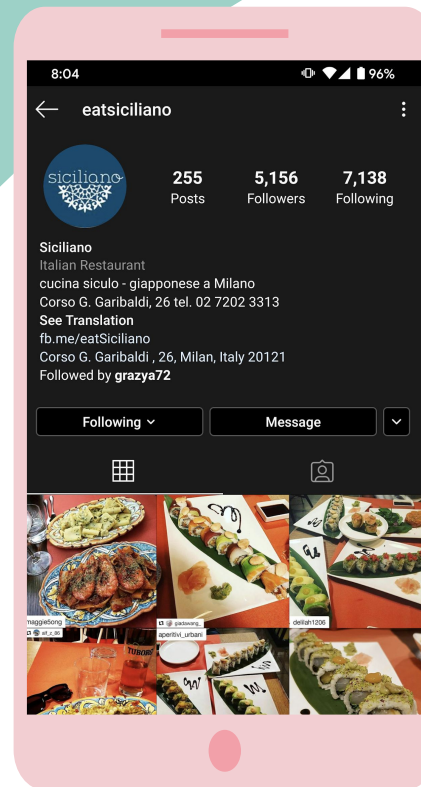 8:04 96%
eatsiciliano
siciliano
255 5,156 7,138
Posts Followers Following
Siciliano
Italian Restaurant
cucina siculo - giapponese a Milano
Corso G. Garibaldi, 26 tel. 02 7202 3313
See Translation
fb.me/eatSiciliano
Corso G. Garibaldi , 26, Milan, Italy 20121
Followed by grazya72
Following Message
maggie5ong
giadawang_
aperitivi_urbani
delilah1206
TUBORG